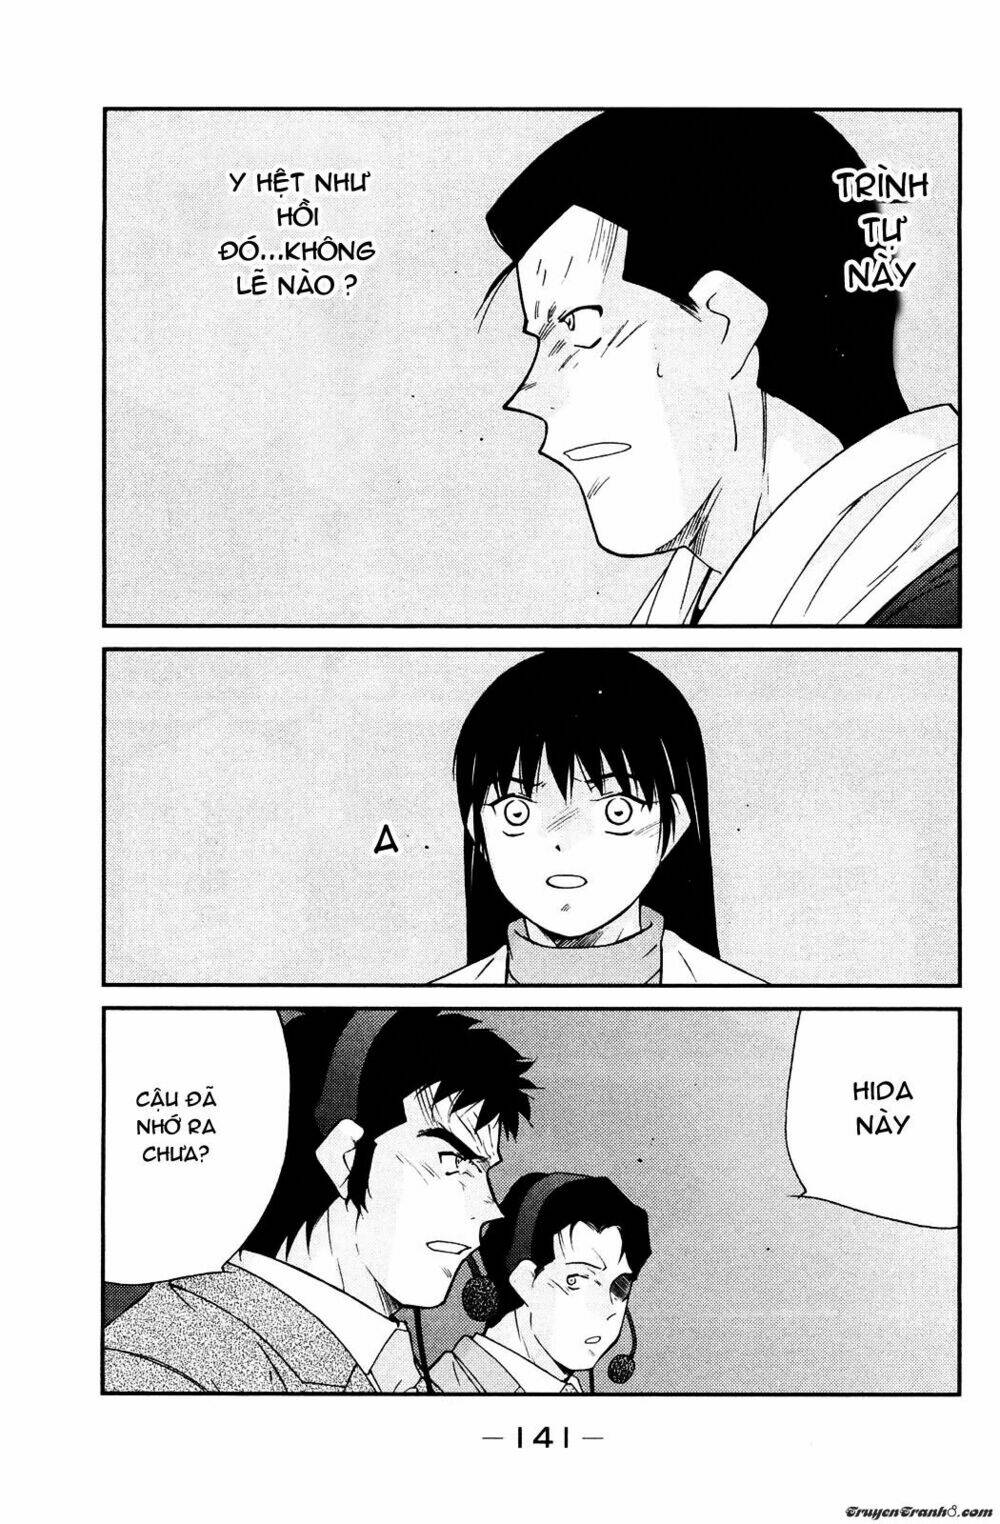 TRÌNH
TỰ
NÀY
Y HỆT NHƯ
HỒI
ĐÓ...KHÔNG
LẼ NÀO ?
A
HIDA
NÀY
CẬU ĐÃ
NHỚ RA
CHƯA?
— 141 —
TruyenTranh8.com